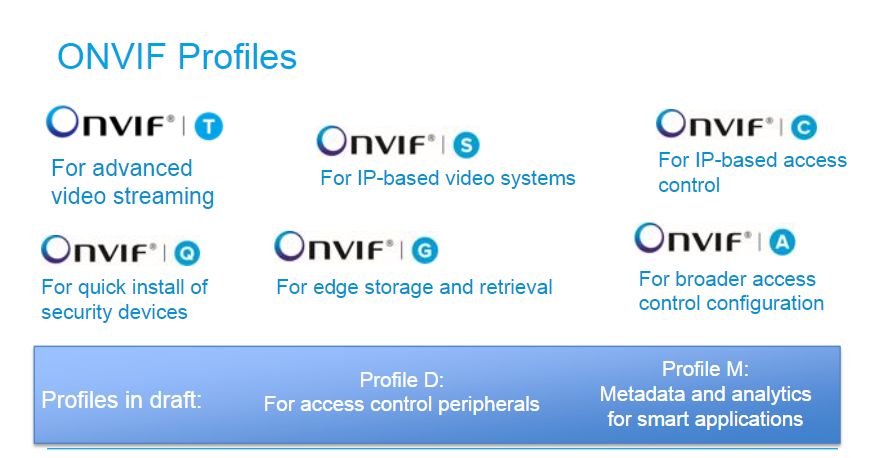 ONVIF Profiles
ONVIF® | T
For advanced
video streaming
ONVIF® | S
For IP-based video systems
ONVIF® | C
For IP-based access
control
ONVIF® | Q
For quick install of
security devices
ONVIF® | G
For edge storage and retrieval
ONVIF® | A
For broader access
control configuration
Profiles in draft:
Profile D:
For access control peripherals
Profile M:
Metadata and analytics
for smart applications